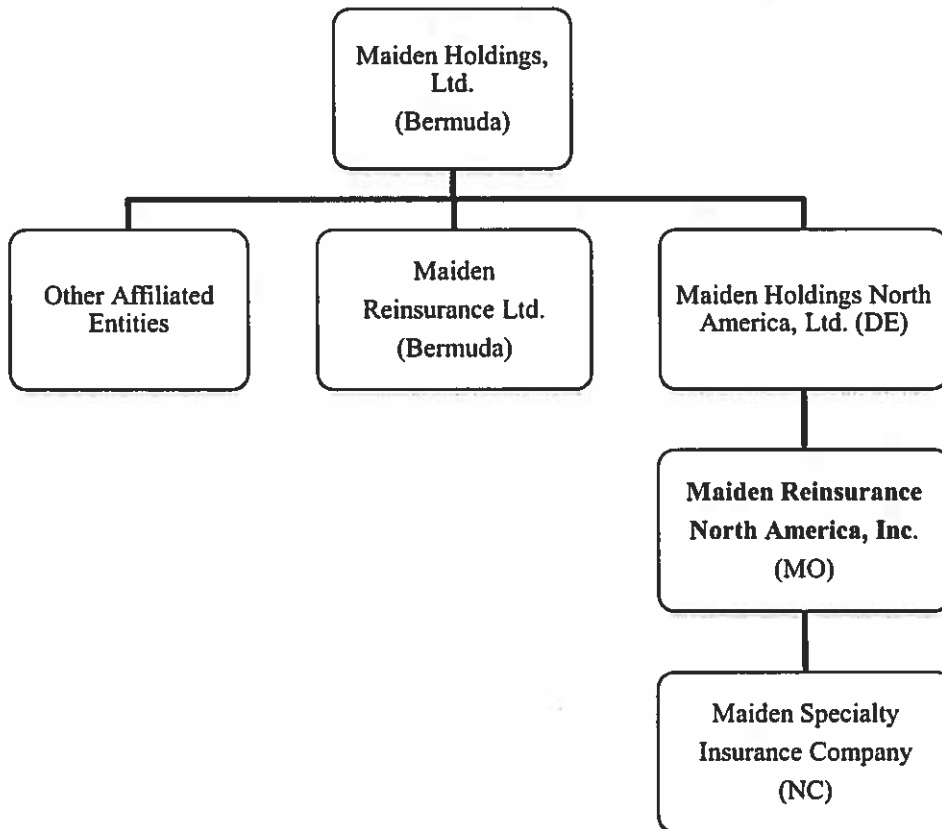 Maiden Holdings,
Ltd.
(Bermuda)
Other Affiliated
Entities
Maiden
Reinsurance Ltd.
(Bermuda)
Maiden Holdings North
America, Ltd. (DE)
Maiden Reinsurance
North America, Inc.
(MO)
Maiden Specialty
Insurance Company
(NC)